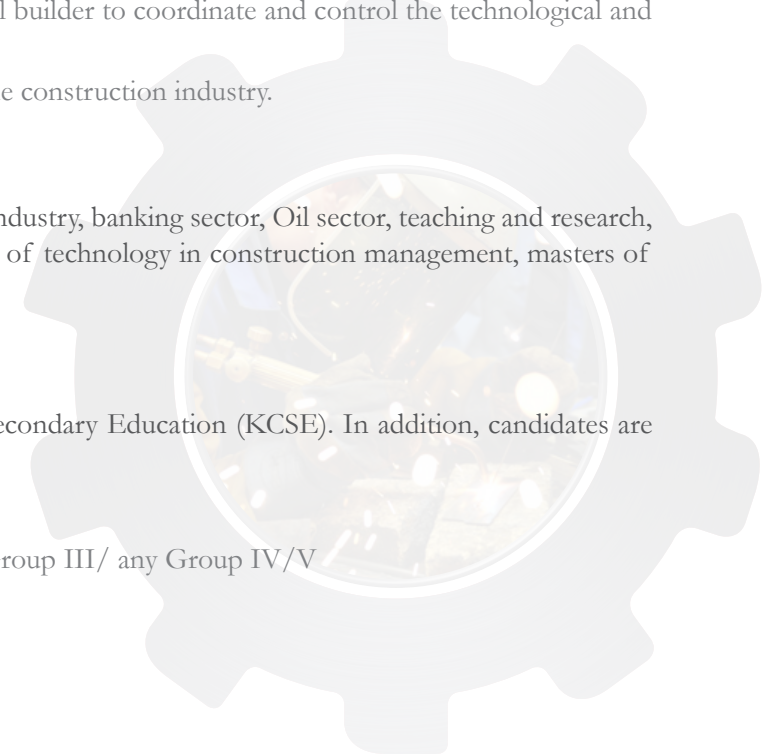 l builder to coordinate and control the technological and
e construction industry.
ndustry, banking sector, Oil sector, teaching and research,
of technology in construction management, masters of
econdary Education (KCSE). In addition, candidates are
roup III/ any Group IV/V